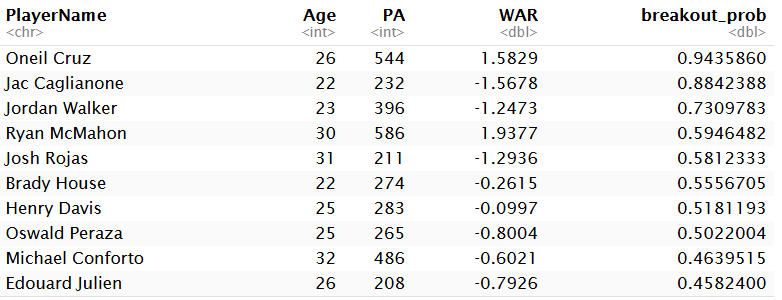 PlayerName Age PA WAR breakout_prob
<chr> <int> <int> <dbl> <dbl>
Oneil Cruz 26 544 1.5829 0.9435860
Jac Caglianone 22 232 -1.5678 0.8842388
Jordan Walker 23 396 -1.2473 0.7309783
Ryan McMahon 30 586 1.9377 0.5946482
Josh Rojas 31 211 -1.2936 0.5812333
Brady House 22 274 -0.2615 0.5556705
Henry Davis 25 283 -0.0997 0.5181193
Oswald Peraza 25 265 -0.8004 0.5022004
Michael Conforto 32 486 -0.6021 0.4639515
Edouard Julien 26 208 -0.7926 0.4582400